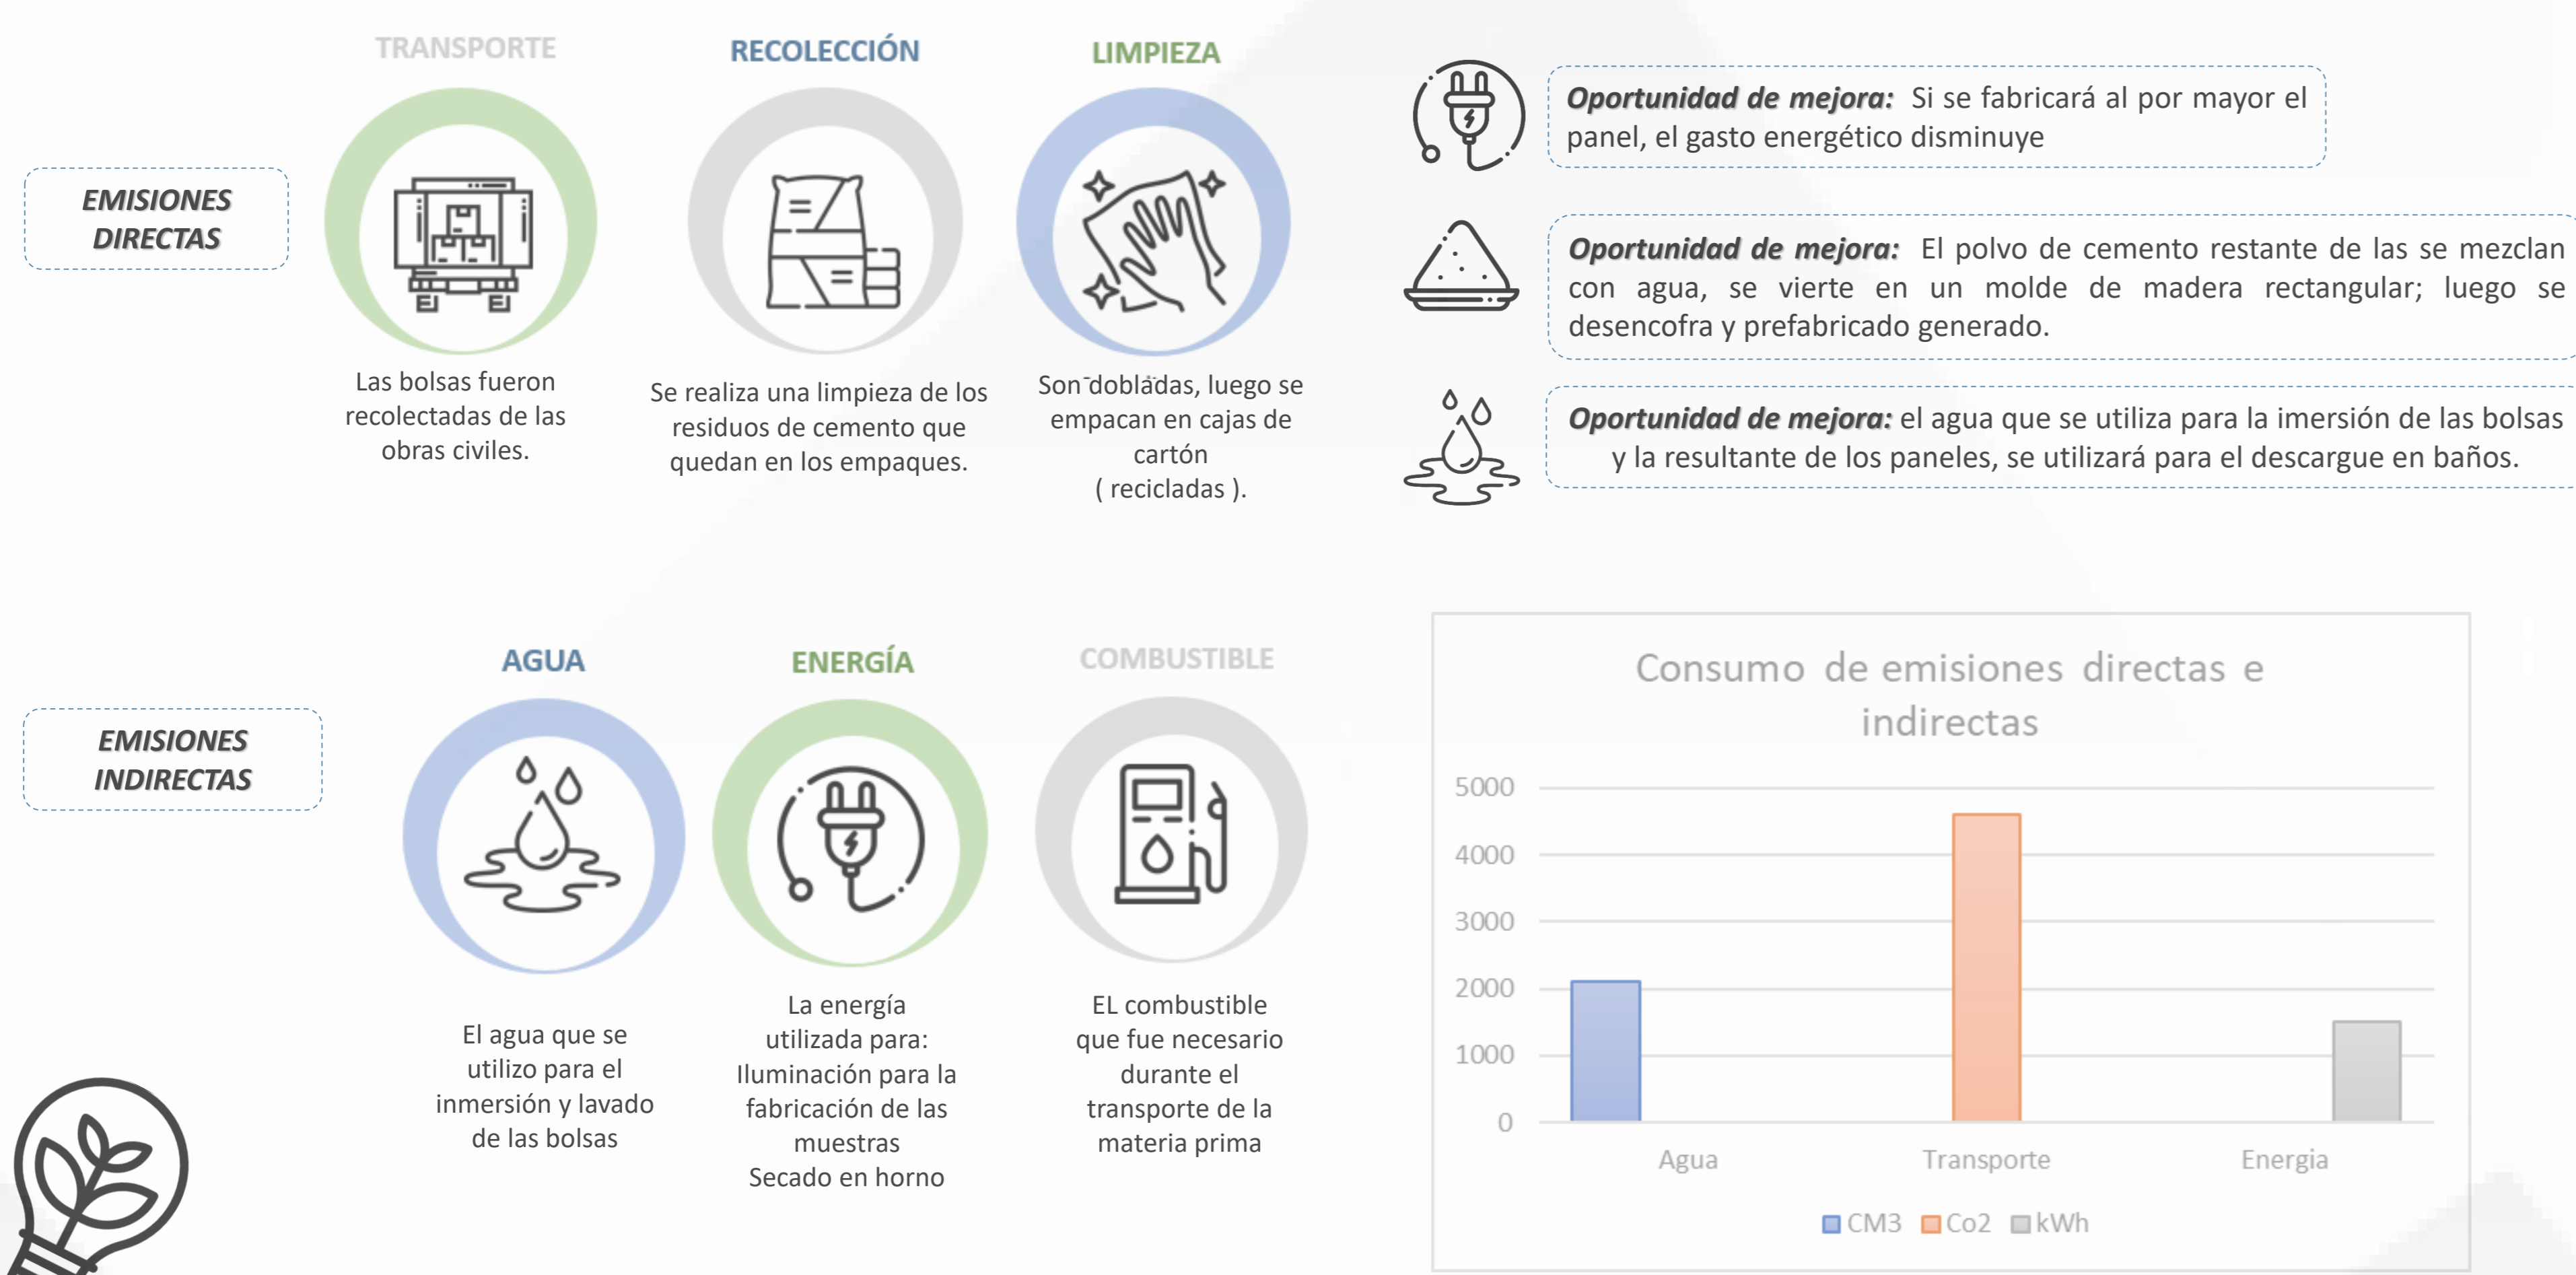 EMISIONES
DIRECTAS
TRANSPORTE
Las bolsas fueron
recolectadas de las
obras civiles.
RECOLECCIÓN
Se realiza una limpieza de los
residuos de cemento que
quedan en los empaques.
LIMPIEZA
Son dobladas, luego se
empacan en cajas de
cartón
( recicladas ).
Oportunidad de mejora: Si se fabricará al por mayor el
panel, el gasto energético disminuye
Oportunidad de mejora: El polvo de cemento restante de las se mezclan
con agua, se vierte en un molde de madera rectangular; luego se
desencofra y prefabricado generado.
Oportunidad de mejora: el agua que se utiliza para la imersión de las bolsas
y la resultante de los paneles, se utilizará para el descargue en baños.
EMISIONES
INDIRECTAS
AGUA
El agua que se
utilizo para el
inmersión y lavado
de las bolsas
ENERGÍA
La energía
utilizada para:
Iluminación para la
fabricación de las
muestras
Secado en horno
COMBUSTIBLE
EL combustible
que fue necesario
durante el
transporte de la
materia prima
Consumo de emisiones directas e
indirectas
5000
4000
3000
2000
1000
0
Agua Transporte Energia
CM3 Co2 kWh